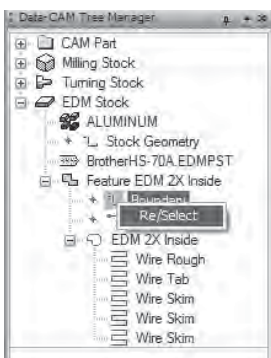 Data-CAM Tree Manager
CAM Part
Milling Stock
Turning Stock
EDM Stock
ALUMINUM
Stock Geometry
BrotherHS-70A.EDMPST
Feature EDM 2X Inside
Boundary
Re/Select
EDM 2X Inside
Wire Rough
Wire Tab
Wire Skim
Wire Skim
Wire Skim